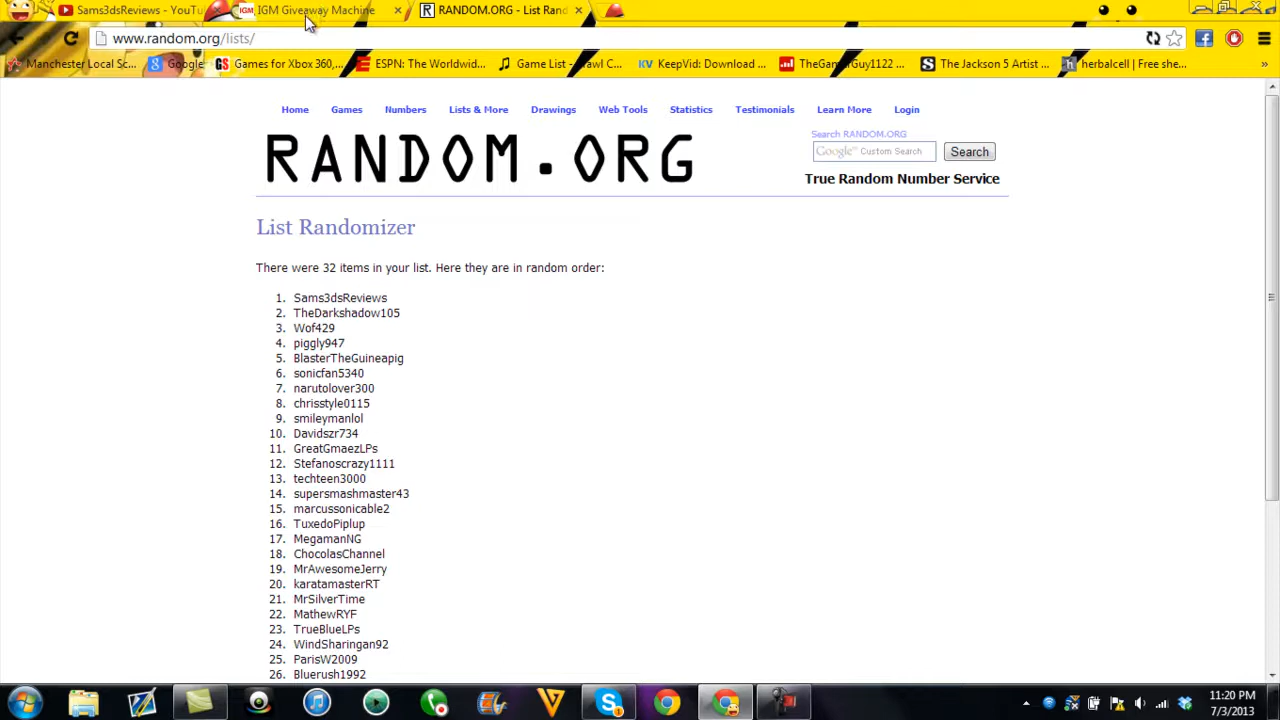 Sams3dsReviews - YouTu
IGM Giveaway Machine
RANDOM.ORG - List Rand
www.random.org/lists/
Manchester Local Sc...
Google
Games for Xbox 360,...
ESPN: The Worldwid...
Game List - Brawl C...
KeepVid: Download ...
TheGamerGuy1122 ...
The Jackson 5 Artist ...
herbalcell | Free she...
»
Home
Games
Numbers
Lists & More
Drawings
Web Tools
Statistics
Testimonials
Learn More
Login
RANDOM.ORG
Search RANDOM.ORG
Google™ Custom Search
Search
True Random Number Service
List Randomizer
There were 32 items in your list. Here they are in random order:
1. Sams3dsReviews
2. TheDarkshadow105
3. Wof429
4. piggly947
5. BlasterTheGuineapig
6. sonicfan5340
7. narutolover300
8. chrisstyle0115
9. smileymanlol
10. Davidszr734
11. GreatGmaezLPs
12. Stefanoscrazy1111
13. techteen3000
14. supersmashmaster43
15. marcussonicable2
16. TuxedoPiplup
17. MegamanNG
18. ChocolasChannel
19. MrAwesomeJerry
20. karatamasterRT
21. MrSilverTime
22. MathewRYF
23. TrueBlueLPs
24. WindSharingan92
25. ParisW2009
26. Bluerush1992
11:20 PM
7/3/2013